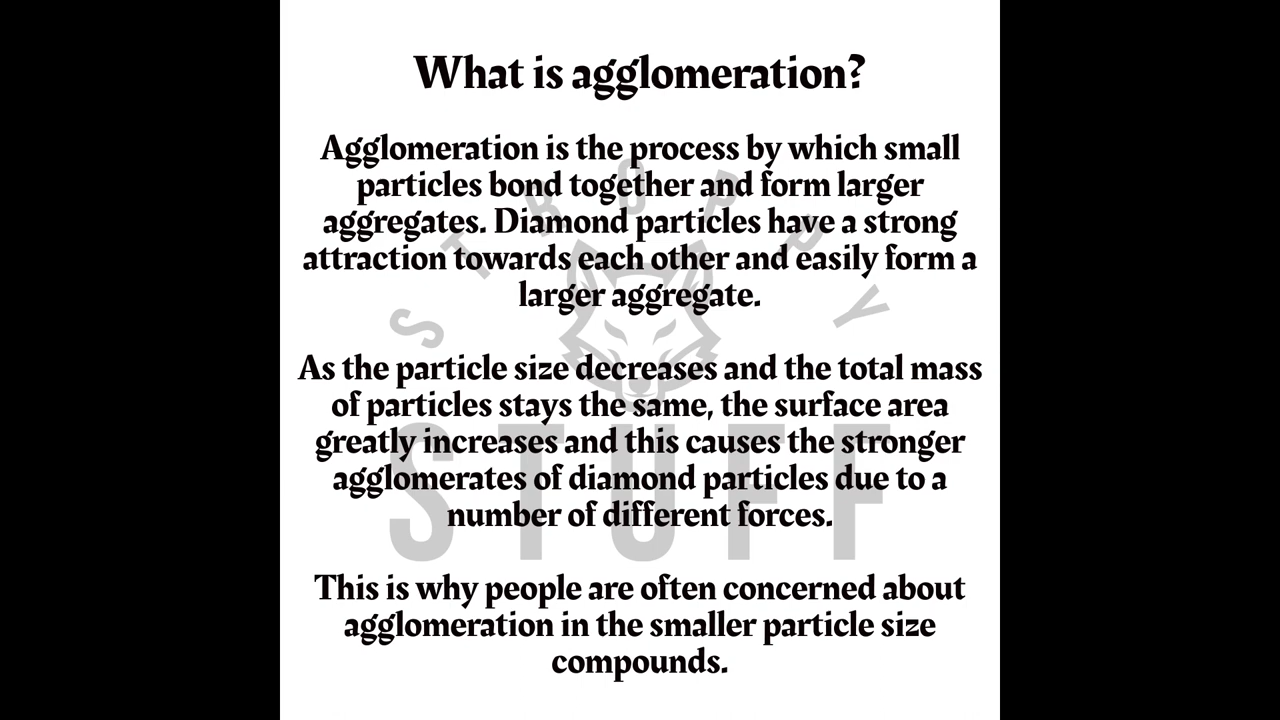 What is agglomeration?
Agglomeration is the process by which small
particles bond together and form larger
aggregates. Diamond particles have a strong
attraction towards each other and easily form a
larger aggregate.
As the particle size decreases and the total mass
of particles stays the same, the surface area
greatly increases and this causes the stronger
agglomerates of diamond particles due to a
number of different forces.
This is why people are often concerned about
agglomeration in the smaller particle size
compounds.
STROPPY
STUFF